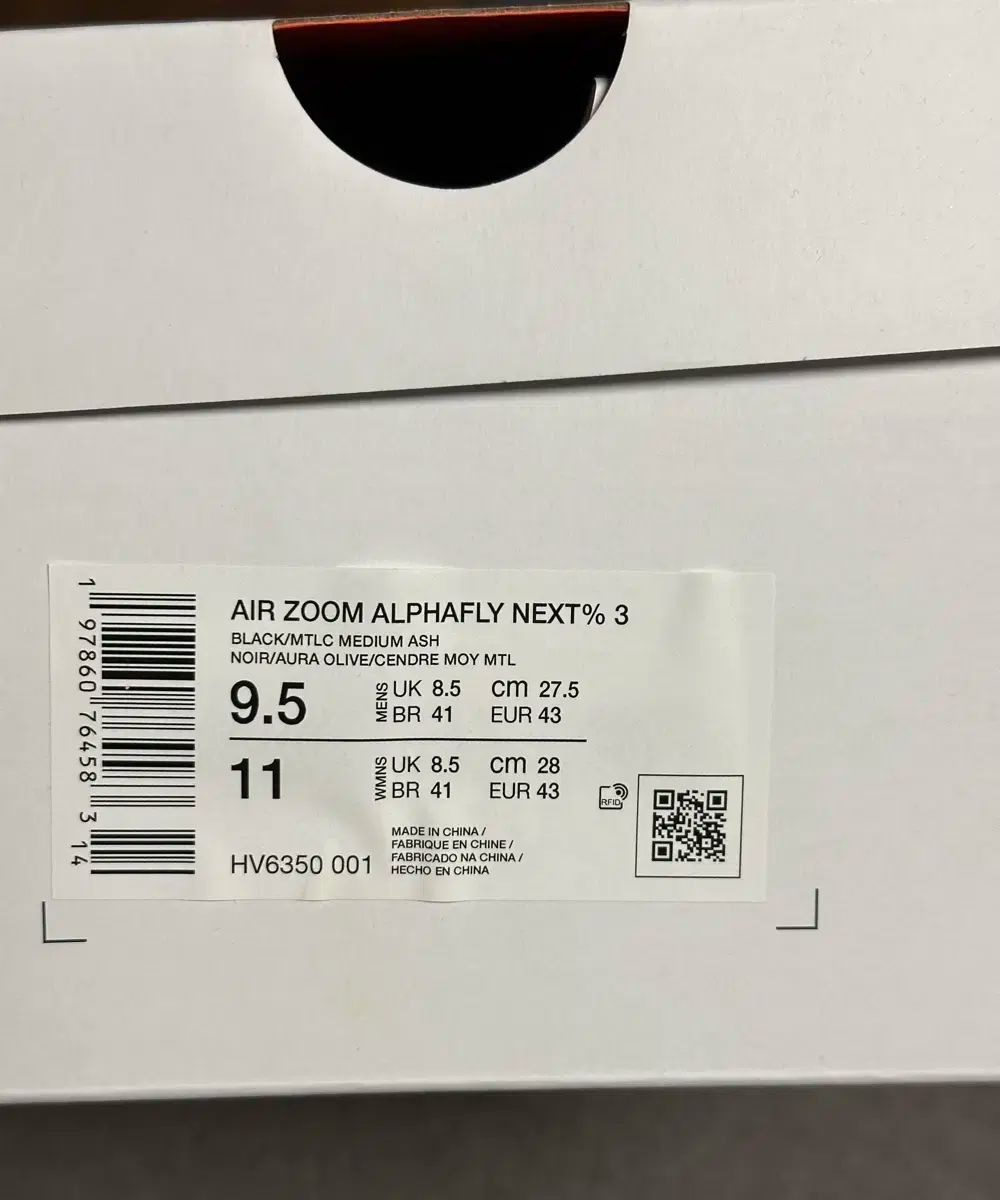 AIR ZOOM ALPHAFLY NEXT% 3
BLACK/MTLC MEDIUM ASH
NOIR/AURA OLIVE/CENDRE MOY MTL
9.5 MENS UK 8.5 cm 27.5
BR 41 EUR 43
11 WMNS UK 8.5 cm 28
BR 41 EUR 43
RFID
MADE IN CHINA /
FABRIQUE EN CHINE /
FABRICADO NA CHINA /
HECHO EN CHINA
HV6350 001
1 97860 76458 3 14